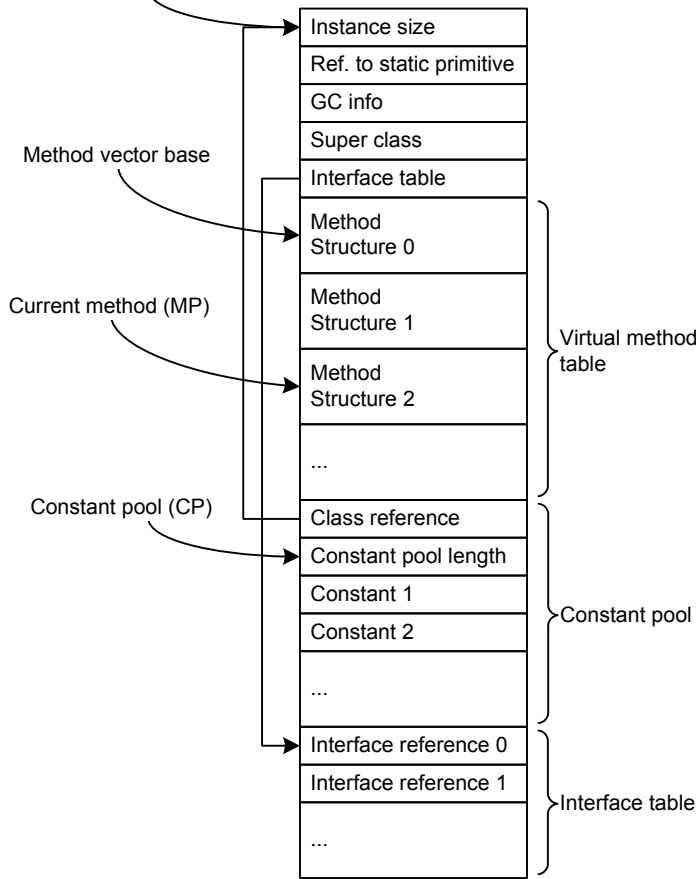 Instance size
Ref. to static primitive
GC info
Super class
Method vector base
Interface table
Method
Structure 0
Current method (MP)
Method
Structure 1
Virtual method
table
Method
Structure 2
...
Constant pool (CP)
Class reference
Constant pool length
Constant 1
Constant pool
Constant 2
...
Interface reference 0
Interface reference 1
Interface table
...